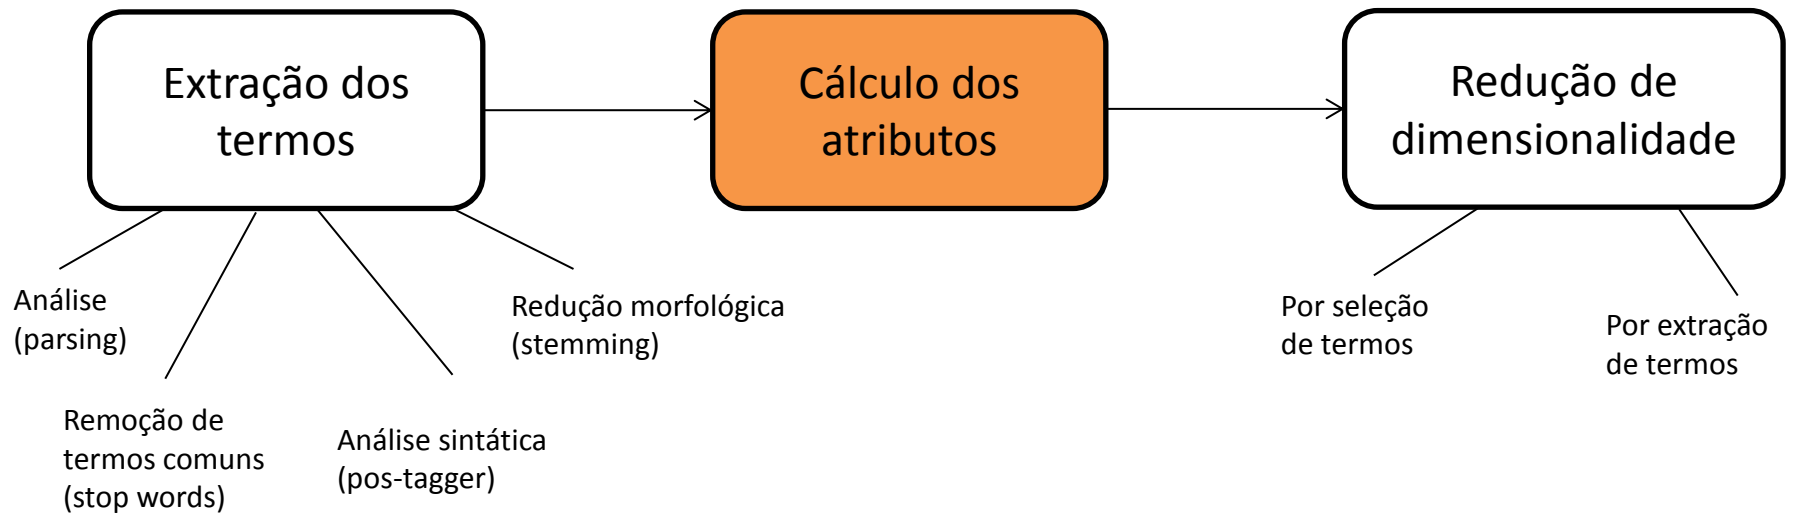 Extração dos
termos
Cálculo dos
atributos
Redução de
dimensionalidade
Análise
(parsing)
Remoção de
termos comuns
(stop words)
Análise sintática
(pos-tagger)
Redução morfológica
(stemming)
Por seleção
de termos
Por extração
de termos